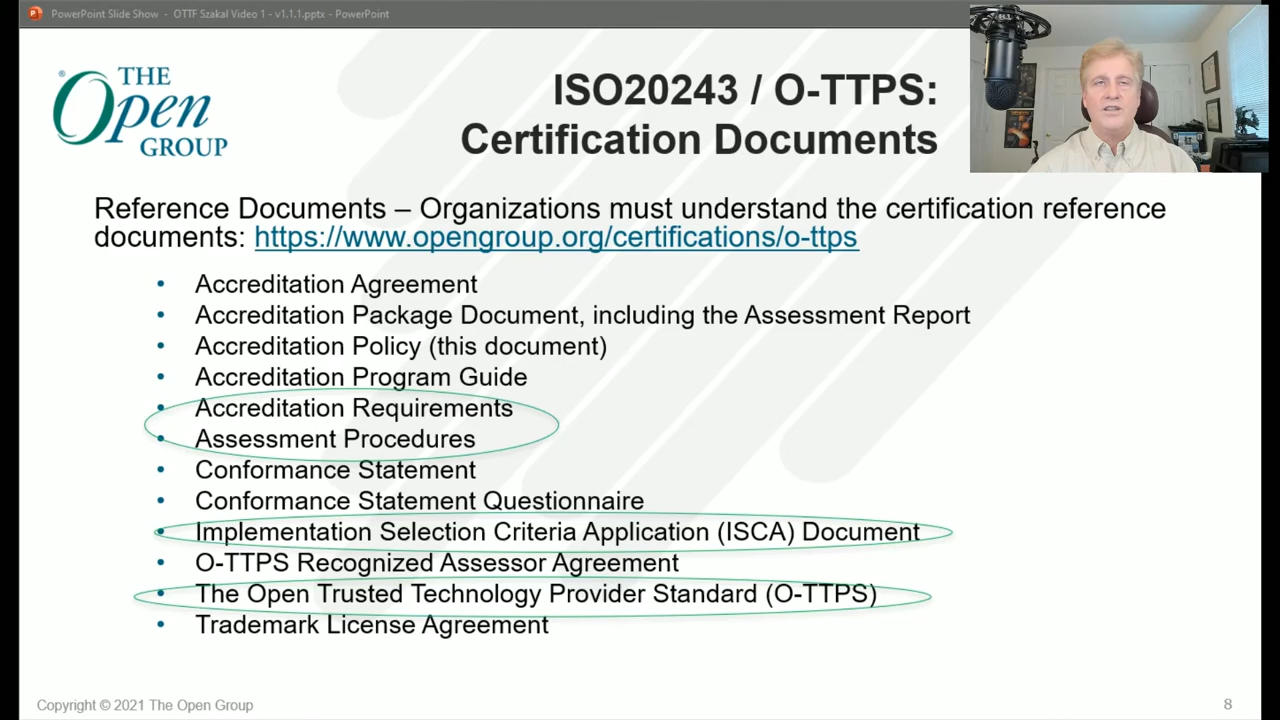 PowerPoint Slide Show - OTTF Szakal Video 1 - v1.1.1.pptx - PowerPoint
® THE
Open
GROUP
ISO20243 / O-TTPS:
Certification Documents
Reference Documents – Organizations must understand the certification reference
documents: https://www.opengroup.org/certifications/o-ttps
• Accreditation Agreement
• Accreditation Package Document, including the Assessment Report
• Accreditation Policy (this document)
• Accreditation Program Guide
• Accreditation Requirements
• Assessment Procedures
• Conformance Statement
• Conformance Statement Questionnaire
• Implementation Selection Criteria Application (ISCA) Document
• O-TTPS Recognized Assessor Agreement
• The Open Trusted Technology Provider Standard (O-TTPS)
• Trademark License Agreement
Copyright © 2021 The Open Group
8